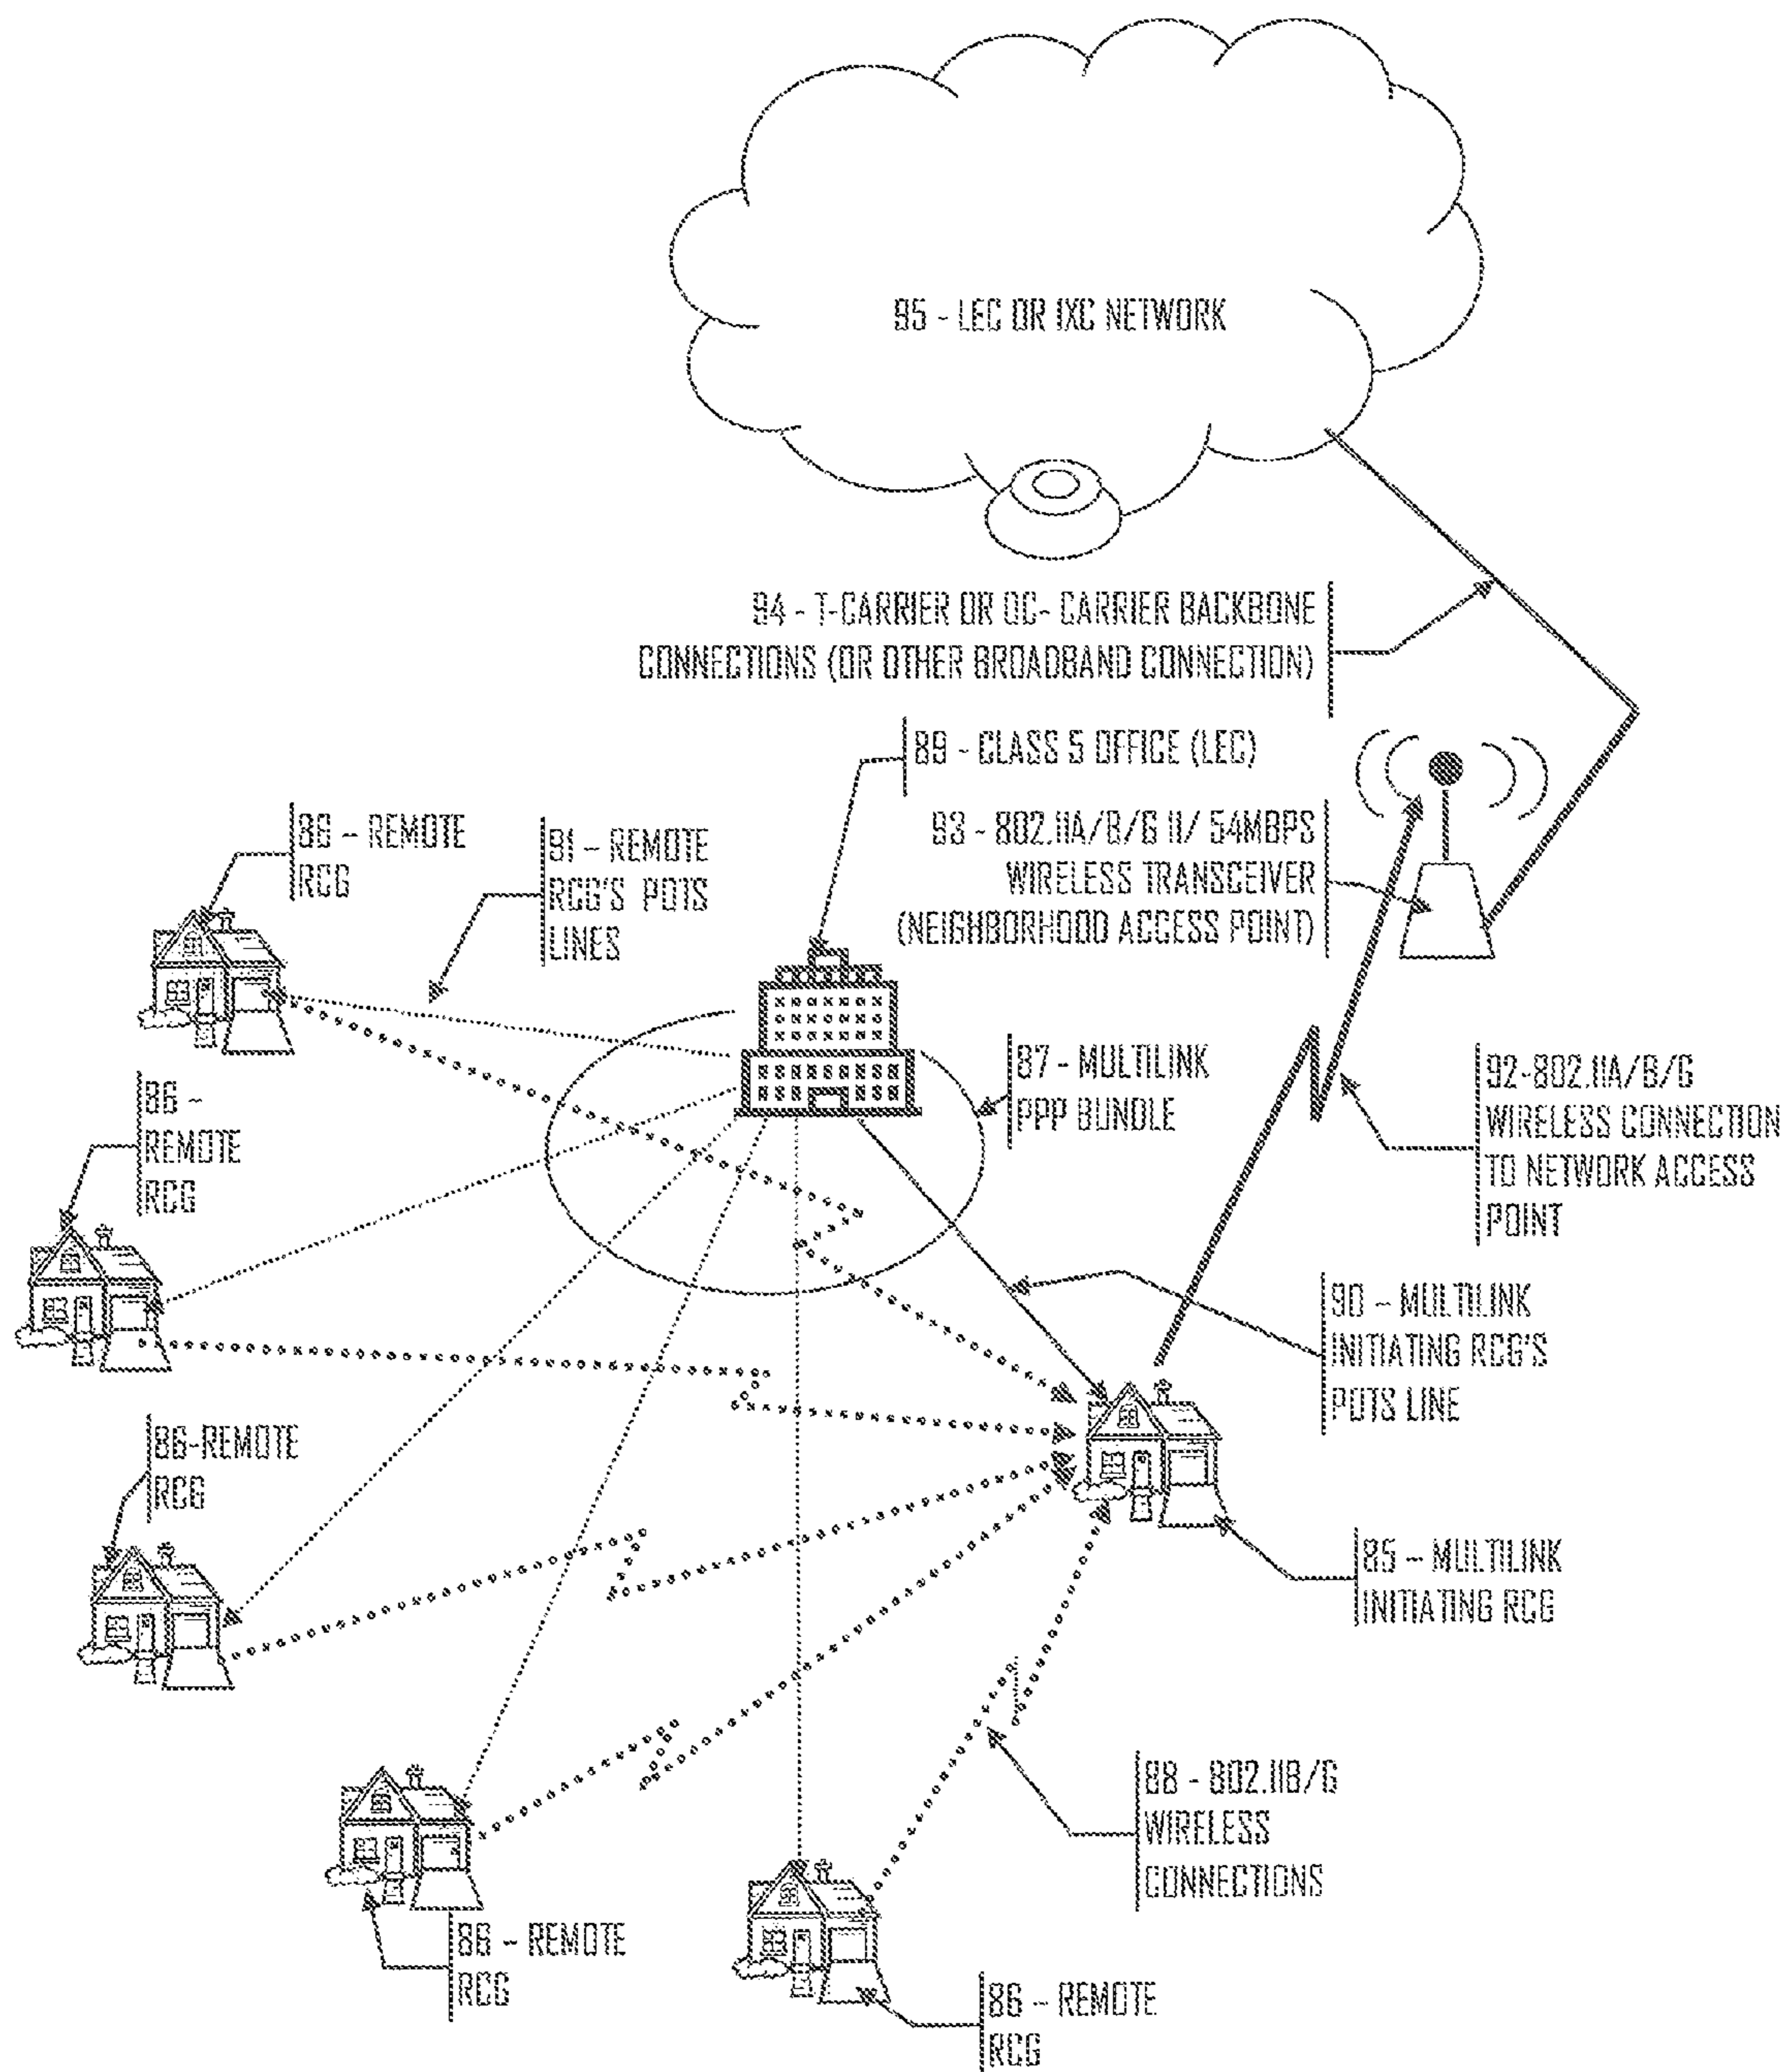 95 - LEC OR IXC NETWORK
94 - T-CARRIER OR OC- CARRIER BACKBONE
CONNECTIONS (OR OTHER BROADBAND CONNECTION)
89 - CLASS 5 OFFICE (LEC)
93 - 802.11A/B/G 11/ 54MBPS
WIRELESS TRANSCEIVER
(NEIGHBORHOOD ACCESS POINT)
86 - REMOTE
RCG
91 - REMOTE
RCG'S POTS
LINES
87 - MULTILINK
PPP BUNDLE
92-802.11A/B/G
WIRELESS CONNECTION
TO NETWORK ACCESS
POINT
86 -
REMOTE
RCG
90 - MULTILINK
INITIATING RCG'S
POTS LINE
86-REMOTE
RCG
85 - MULTILINK
INITIATING RCG
88 - 802.11B/G
WIRELESS
CONNECTIONS
86 - REMOTE
RCG
86 - REMOTE
RCG